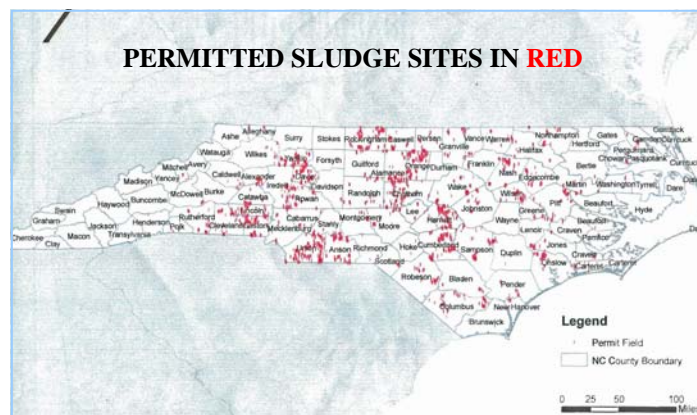 PERMITTED SLUDGE SITES IN RED
Ashe
Alleghany
Surry
Stokes
Rockingham
Caswell
Person
Granville
Vance
Warren
Northampton
Halifax
Hertford
Gates
Camden
Currituck
Perquimans
Chowan
Pasquotank
Watauga
Wilkes
Yadkin
Forsyth
Guilford
Alamance
Orange
Durham
Franklin
Nash
Edgecombe
Bertie
Martin
Washington
Tyrrell
Dare
Mitchell
Avery
Caldwell
Alexander
Iredell
Davie
Davidson
Randolph
Chatham
Wake
Wilson
Pitt
Beaufort
Hyde
Madison
Yancey
McDowell
Burke
Catawba
Rowan
Lee
Johnston
Greene
Swain
Haywood
Buncombe
Rutherford
Lincoln
Cabarrus
Montgomery
Moore
Harnett
Wayne
Lenoir
Craven
Beaufort
Pamlico
Graham
Jackson
Henderson
Polk
Cleveland
Gaston
Mecklenburg
Stanly
Cherokee
Macon
Clay
Transylvania
Union
Anson
Richmond
Hoke
Cumberland
Sampson
Duplin
Jones
Craven
Carteret
Carteret
Scotland
Onslow
Robeson
Bladen
Pender
Columbus
New Hanover
Brunswick
Legend
Permit Field
NC County Boundary
0 25 50 100
Miles